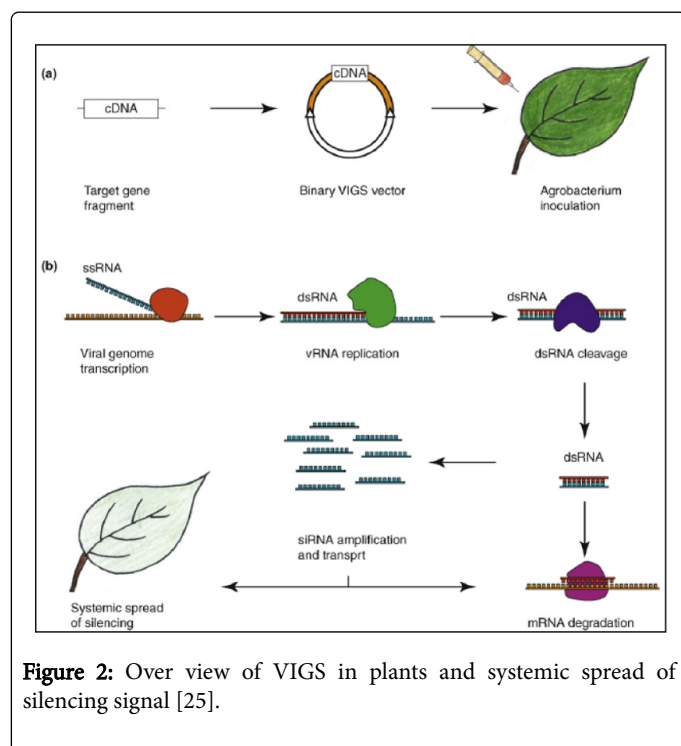 (a)
cDNA
cDNA
Target gene
fragment
Binary VIGS vector
Agrobacterium
inoculation
(b)
ssRNA
dsRNA
dsRNA
Viral genome
transcription
vRNA replication
dsRNA cleavage
dsRNA
siRNA amplification
and transprt
Systemic spread
of silencing
mRNA degradation
Figure 2: Over view of VIGS in plants and systemic spread of
silencing signal [25].